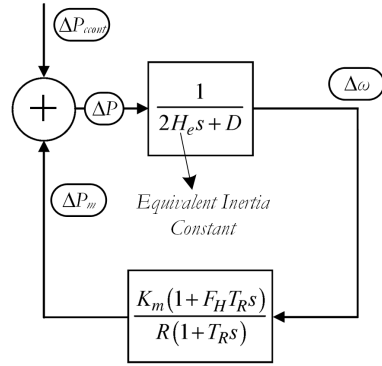 ΔP_ccont
+
ΔP
1
2H_e s + D
Δω
Equivalent Inertia
Constant
ΔP_m
K_m(1+F_H T_R s)
R(1+T_R s)